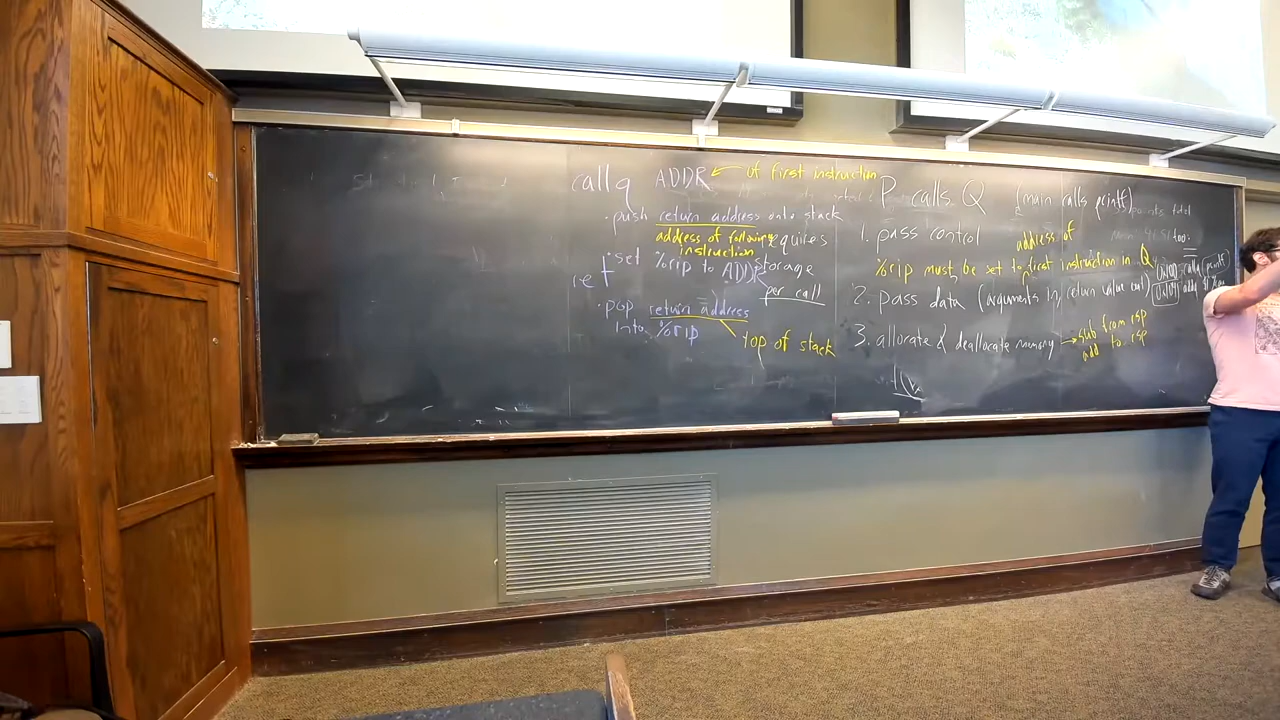 callq ADDR ← of first instruction
· push return address onto stack
address of following instruction
requires storage per call
· set %rip to ADDR
ret
· pop return address
into %rip
top of stack
P calls Q (main calls printf)
1. pass control
address of
%rip must be set to first instruction in Q
2. pass data (arguments in, return value out)
3. allocate & deallocate memory → sub from rsp
add to rsp
points total
too: